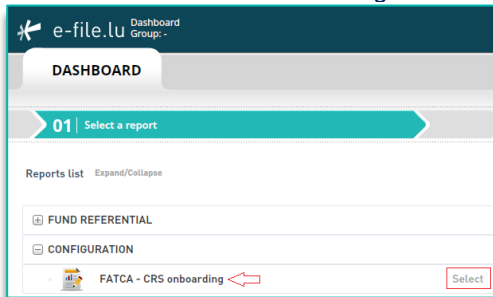 e-file.lu Dashboard
Group: -
DASHBOARD
01 Select a report
Reports list Expand/Collapse
FUND REFERENTIAL
CONFIGURATION
FATCA - CRS onboarding Select